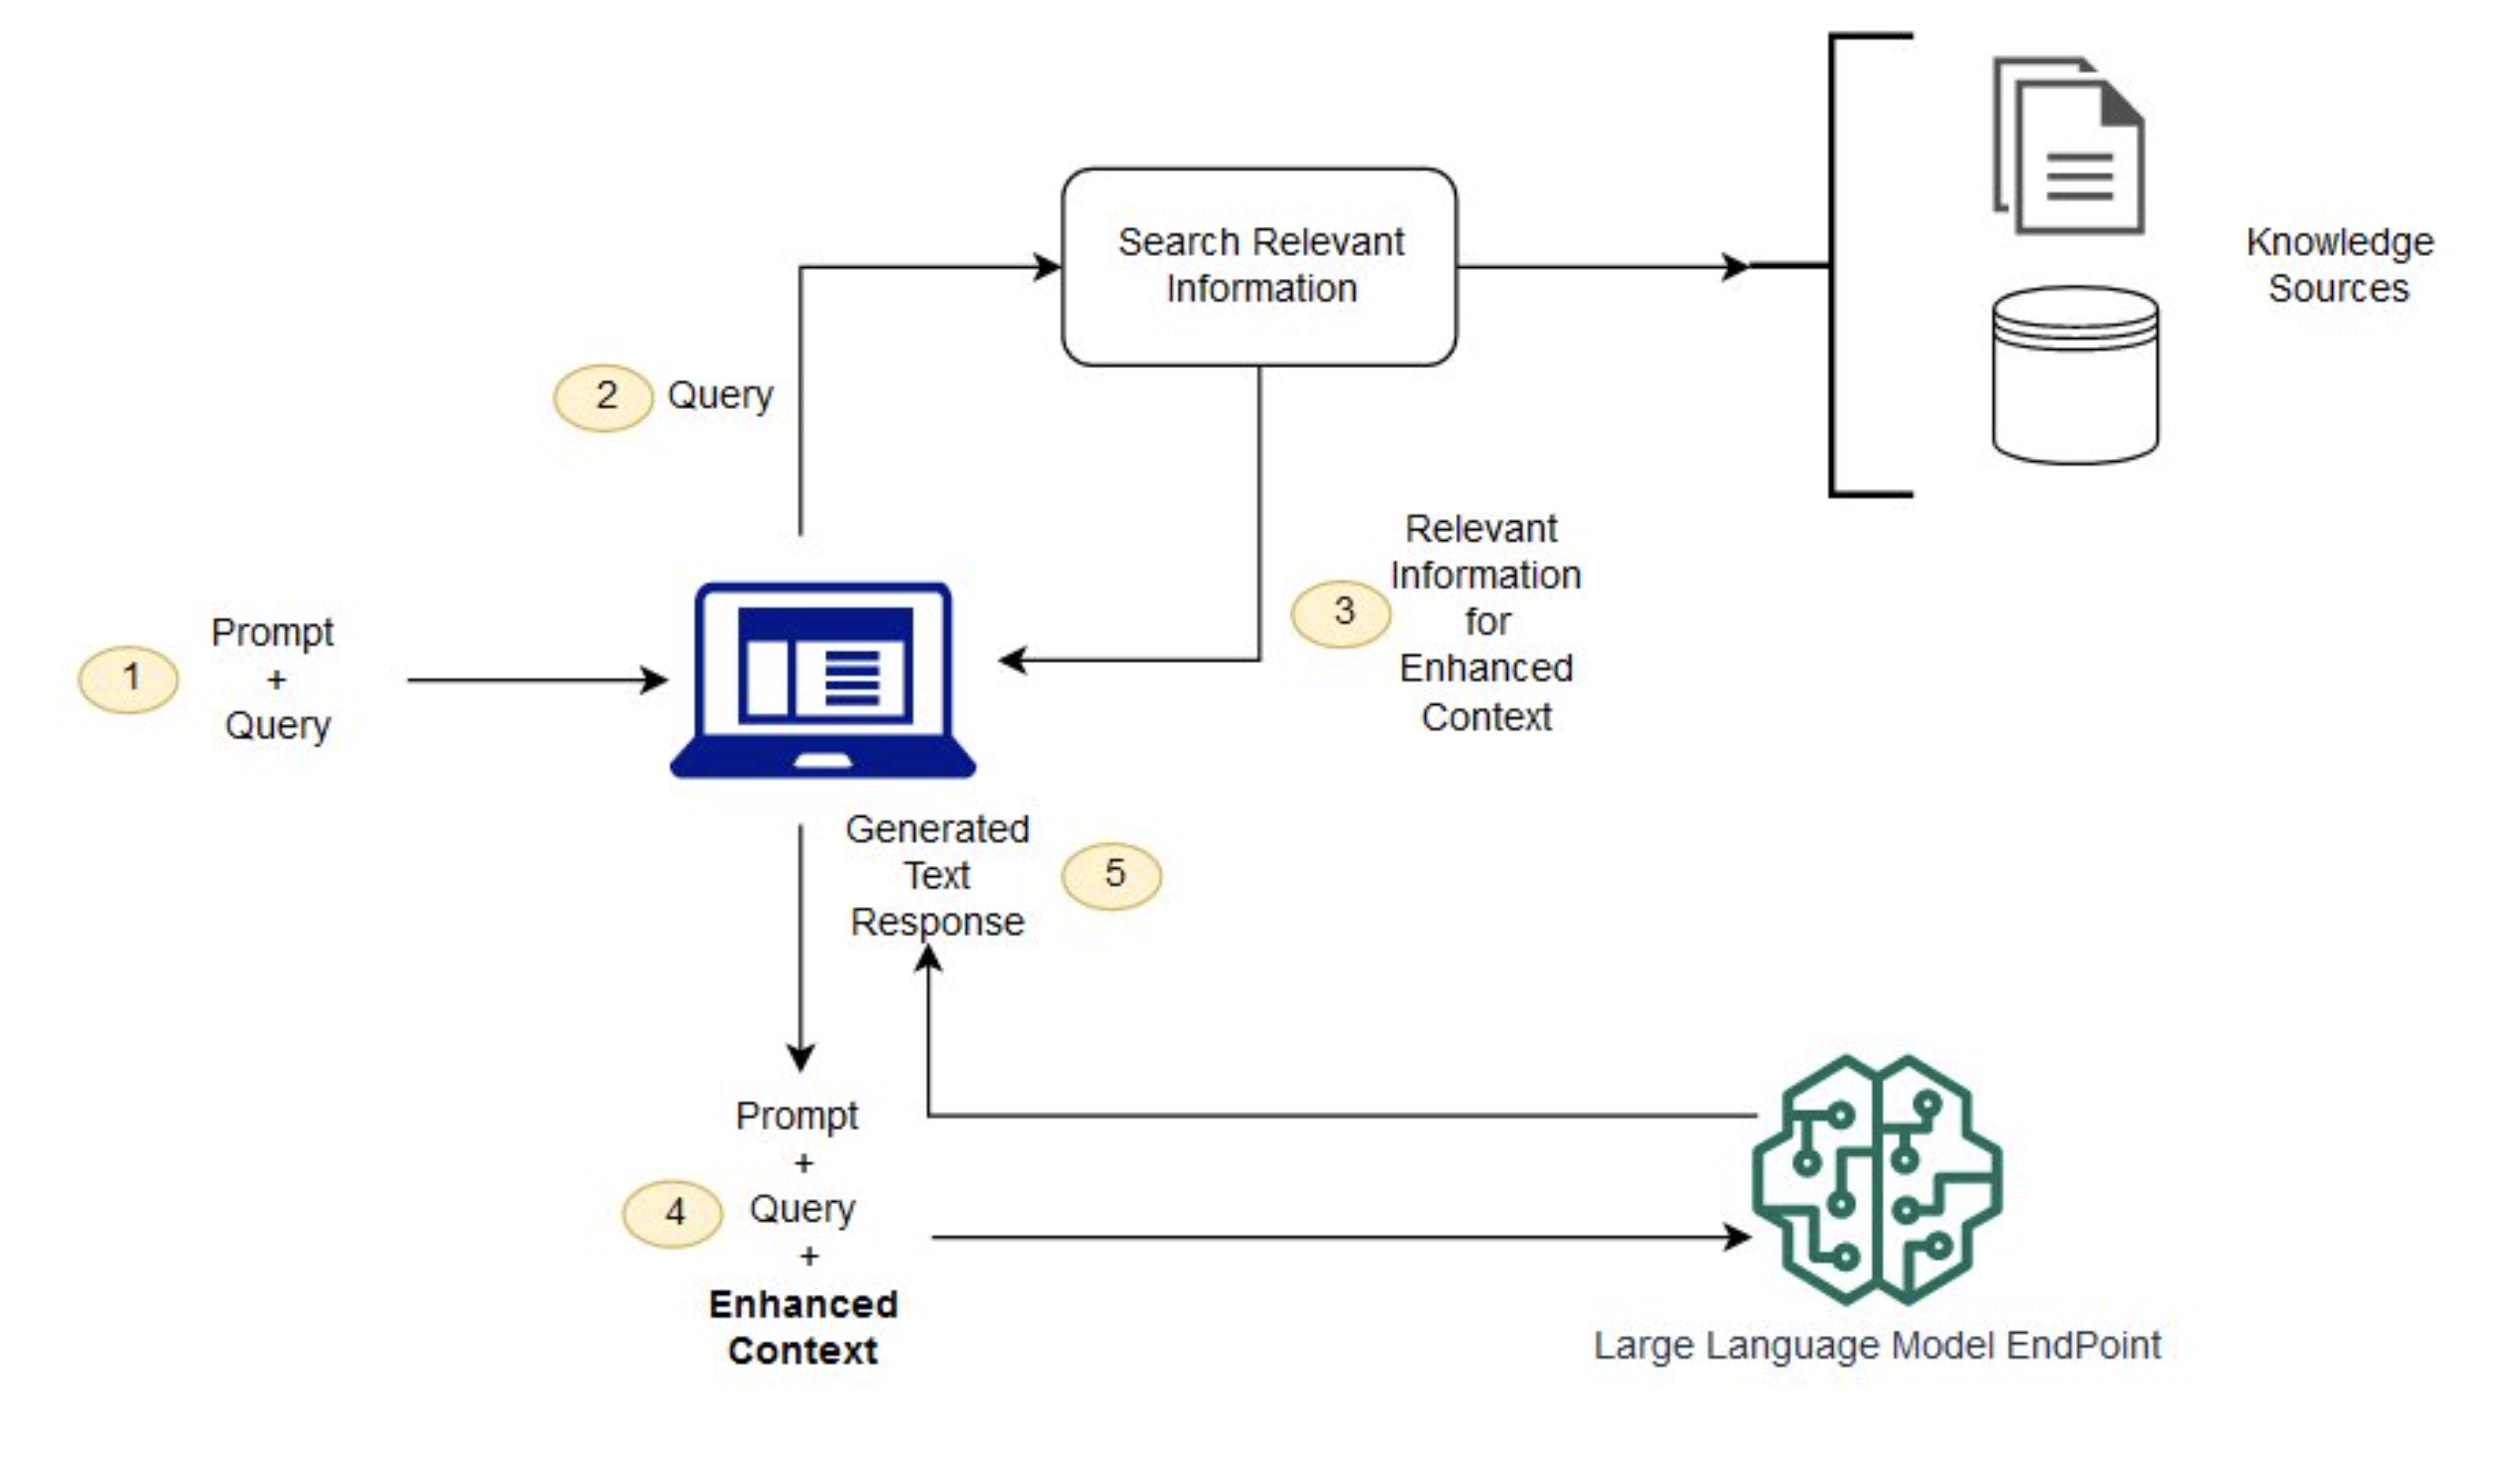 Search Relevant
Information
Knowledge
Sources
2
Query
1
Prompt
+
Query
3
Relevant
Information
for
Enhanced
Context
Generated
Text
Response
5
4
Prompt
+
Query
+
Enhanced
Context
Large Language Model EndPoint